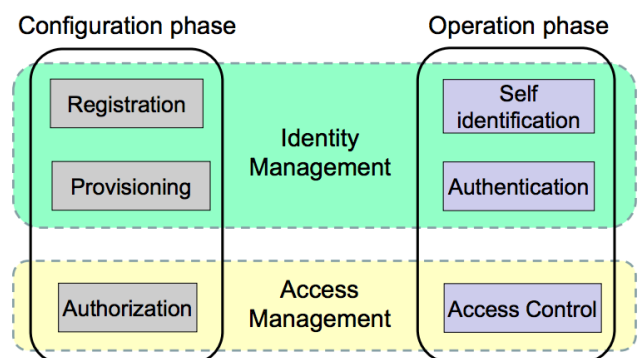 Configuration phase
Operation phase
Registration
Self
identification
Identity
Management
Provisioning
Authentication
Authorization
Access
Management
Access Control